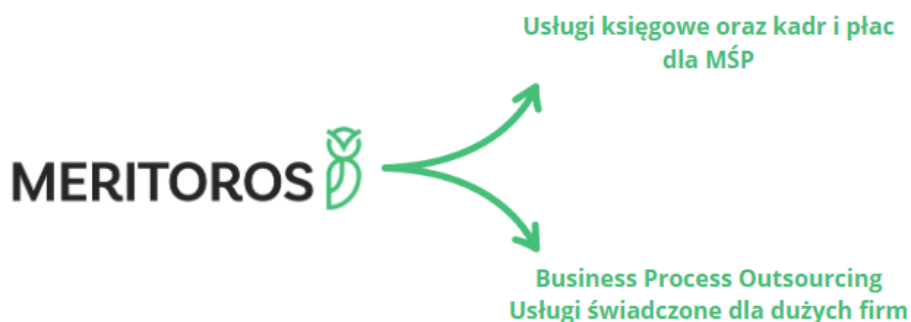 Usługi księgowe oraz kadr i płac
dla MŚP
MERITOROS
Business Process Outsourcing
Usługi świadczone dla dużych firm